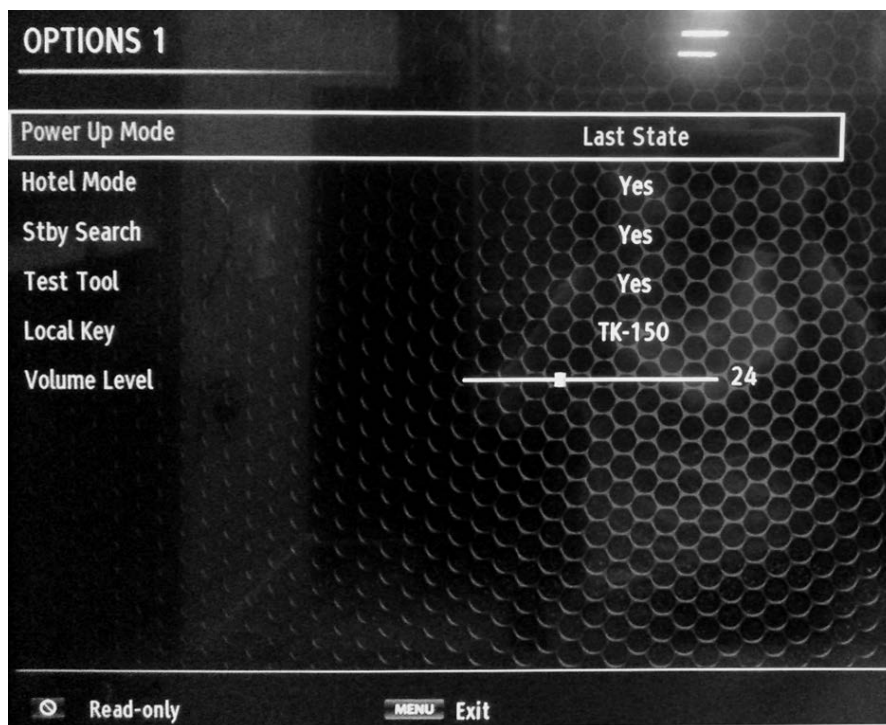 OPTIONS 1
Power Up Mode Last State
Hotel Mode Yes
Stby Search Yes
Test Tool Yes
Local Key TK-150
Volume Level 24
Read-only MENU Exit